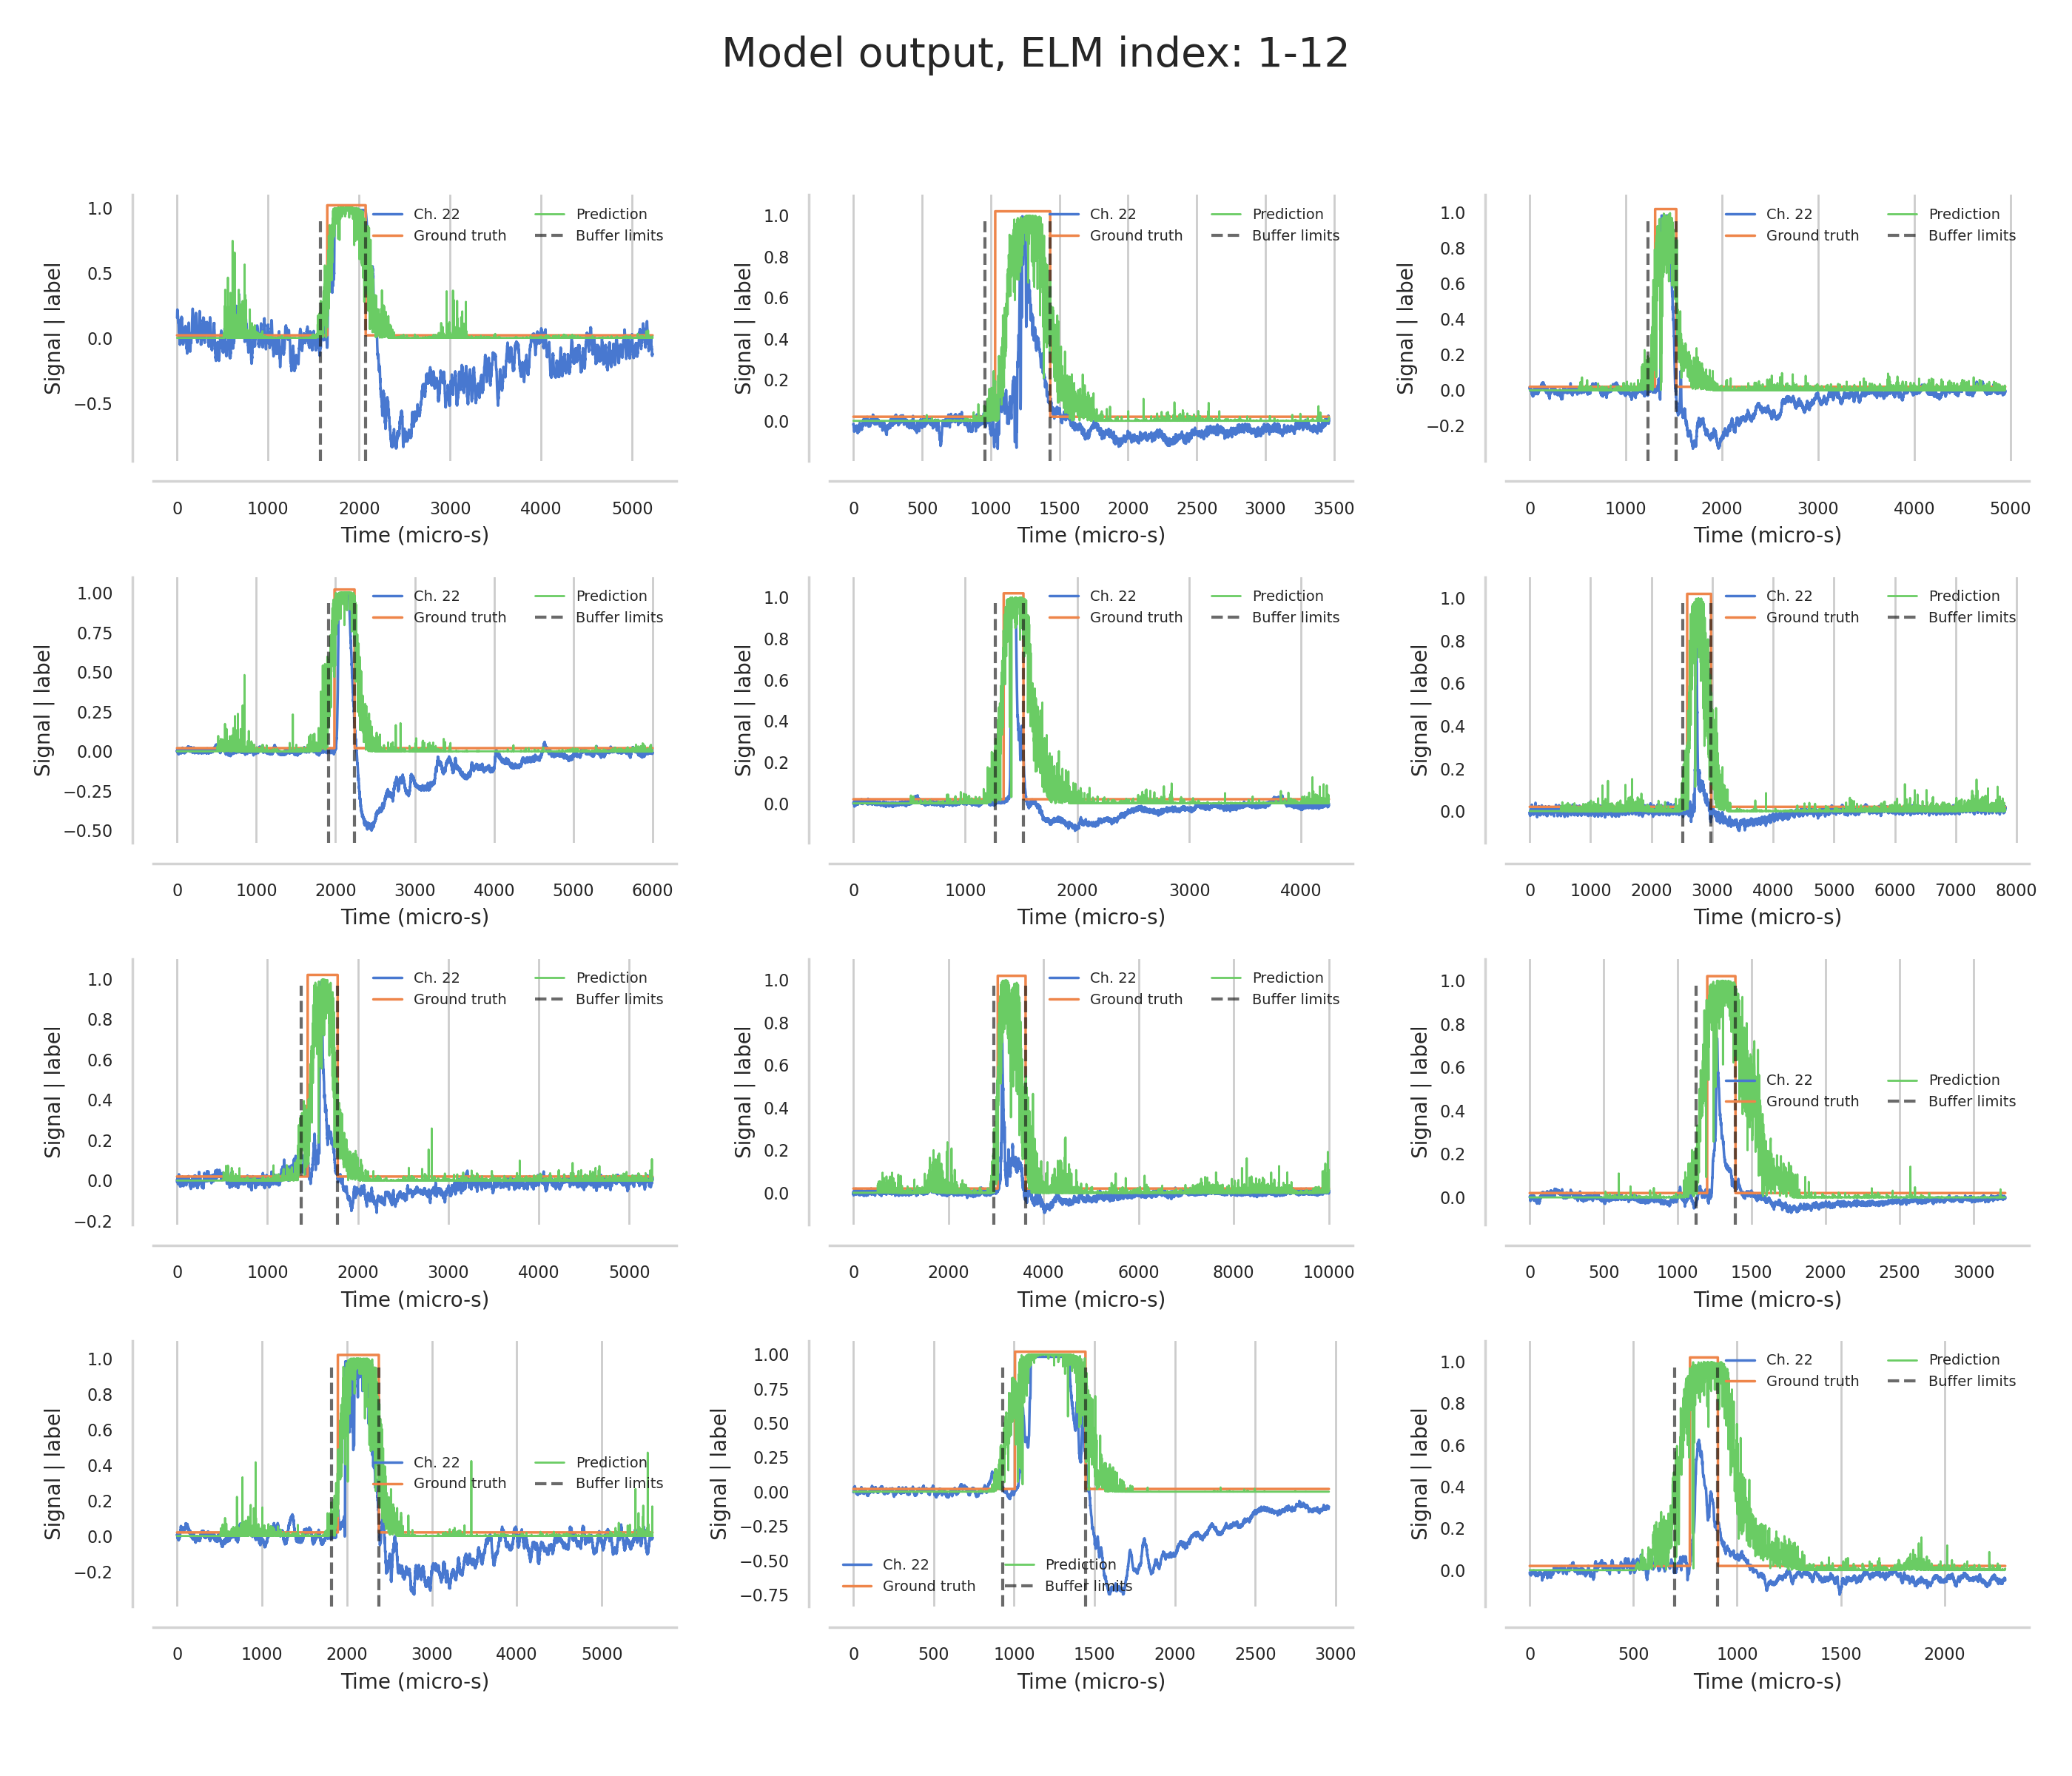 Model output, ELM index: 1-12
1.0
0.5
0.0
−0.5
Signal | label
Ch. 22
Ground truth
Prediction
Buffer limits
0 1000 2000 3000 4000 5000
Time (micro-s)
1.0
0.8
0.6
0.4
0.2
0.0
Signal | label
Ch. 22
Ground truth
Prediction
Buffer limits
0 500 1000 1500 2000 2500 3000 3500
Time (micro-s)
1.0
0.8
0.6
0.4
0.2
0.0
−0.2
Signal | label
Ch. 22
Ground truth
Prediction
Buffer limits
0 1000 2000 3000 4000 5000
Time (micro-s)
1.00
0.75
0.50
0.25
0.00
−0.25
−0.50
Signal | label
Ch. 22
Ground truth
Prediction
Buffer limits
0 1000 2000 3000 4000 5000 6000
Time (micro-s)
1.0
0.8
0.6
0.4
0.2
0.0
Signal | label
Ch. 22
Ground truth
Prediction
Buffer limits
0 1000 2000 3000 4000
Time (micro-s)
1.0
0.8
0.6
0.4
0.2
0.0
Signal | label
Ch. 22
Ground truth
Prediction
Buffer limits
0 1000 2000 3000 4000 5000 6000 7000 8000
Time (micro-s)
1.0
0.8
0.6
0.4
0.2
0.0
−0.2
Signal | label
Ch. 22
Ground truth
Prediction
Buffer limits
0 1000 2000 3000 4000 5000
Time (micro-s)
1.0
0.8
0.6
0.4
0.2
0.0
Signal | label
Ch. 22
Ground truth
Prediction
Buffer limits
0 2000 4000 6000 8000 10000
Time (micro-s)
1.0
0.8
0.6
0.4
0.2
0.0
Signal | label
Ch. 22
Ground truth
Prediction
Buffer limits
0 500 1000 1500 2000 2500 3000
Time (micro-s)
1.0
0.8
0.6
0.4
0.2
0.0
−0.2
Signal | label
Ch. 22
Ground truth
Prediction
Buffer limits
0 1000 2000 3000 4000 5000
Time (micro-s)
1.00
0.75
0.50
0.25
0.00
−0.25
−0.50
−0.75
Signal | label
Ch. 22
Ground truth
Prediction
Buffer limits
0 500 1000 1500 2000 2500 3000
Time (micro-s)
1.0
0.8
0.6
0.4
0.2
0.0
Signal | label
Ch. 22
Ground truth
Prediction
Buffer limits
0 500 1000 1500 2000
Time (micro-s)